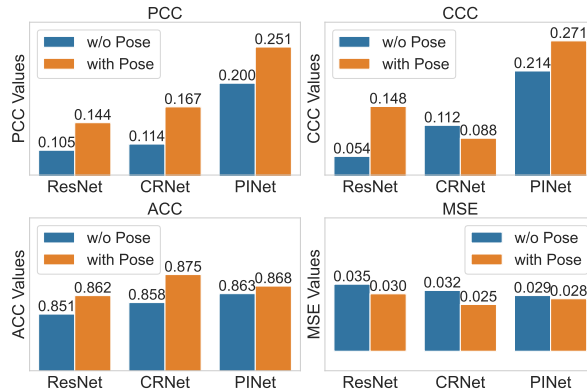 PCC
PCC Values
w/o Pose
with Pose
0.105
0.144
0.114
0.167
0.200
0.251
ResNet
CRNet
PINet
CCC
CCC Values
w/o Pose
with Pose
0.054
0.148
0.112
0.088
0.214
0.271
ResNet
CRNet
PINet
ACC
ACC Values
w/o Pose
with Pose
0.851
0.862
0.858
0.875
0.863
0.868
ResNet
CRNet
PINet
MSE
MSE Values
w/o Pose
with Pose
0.035
0.030
0.032
0.025
0.029
0.028
ResNet
CRNet
PINet